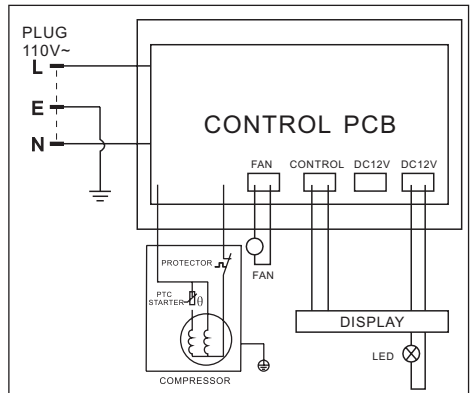 PLUG
110V~
L
E
N
CONTROL PCB
FAN CONTROL DC12V DC12V
PROTECTOR
FAN
PTC
STARTER θ
DISPLAY
LED
COMPRESSOR